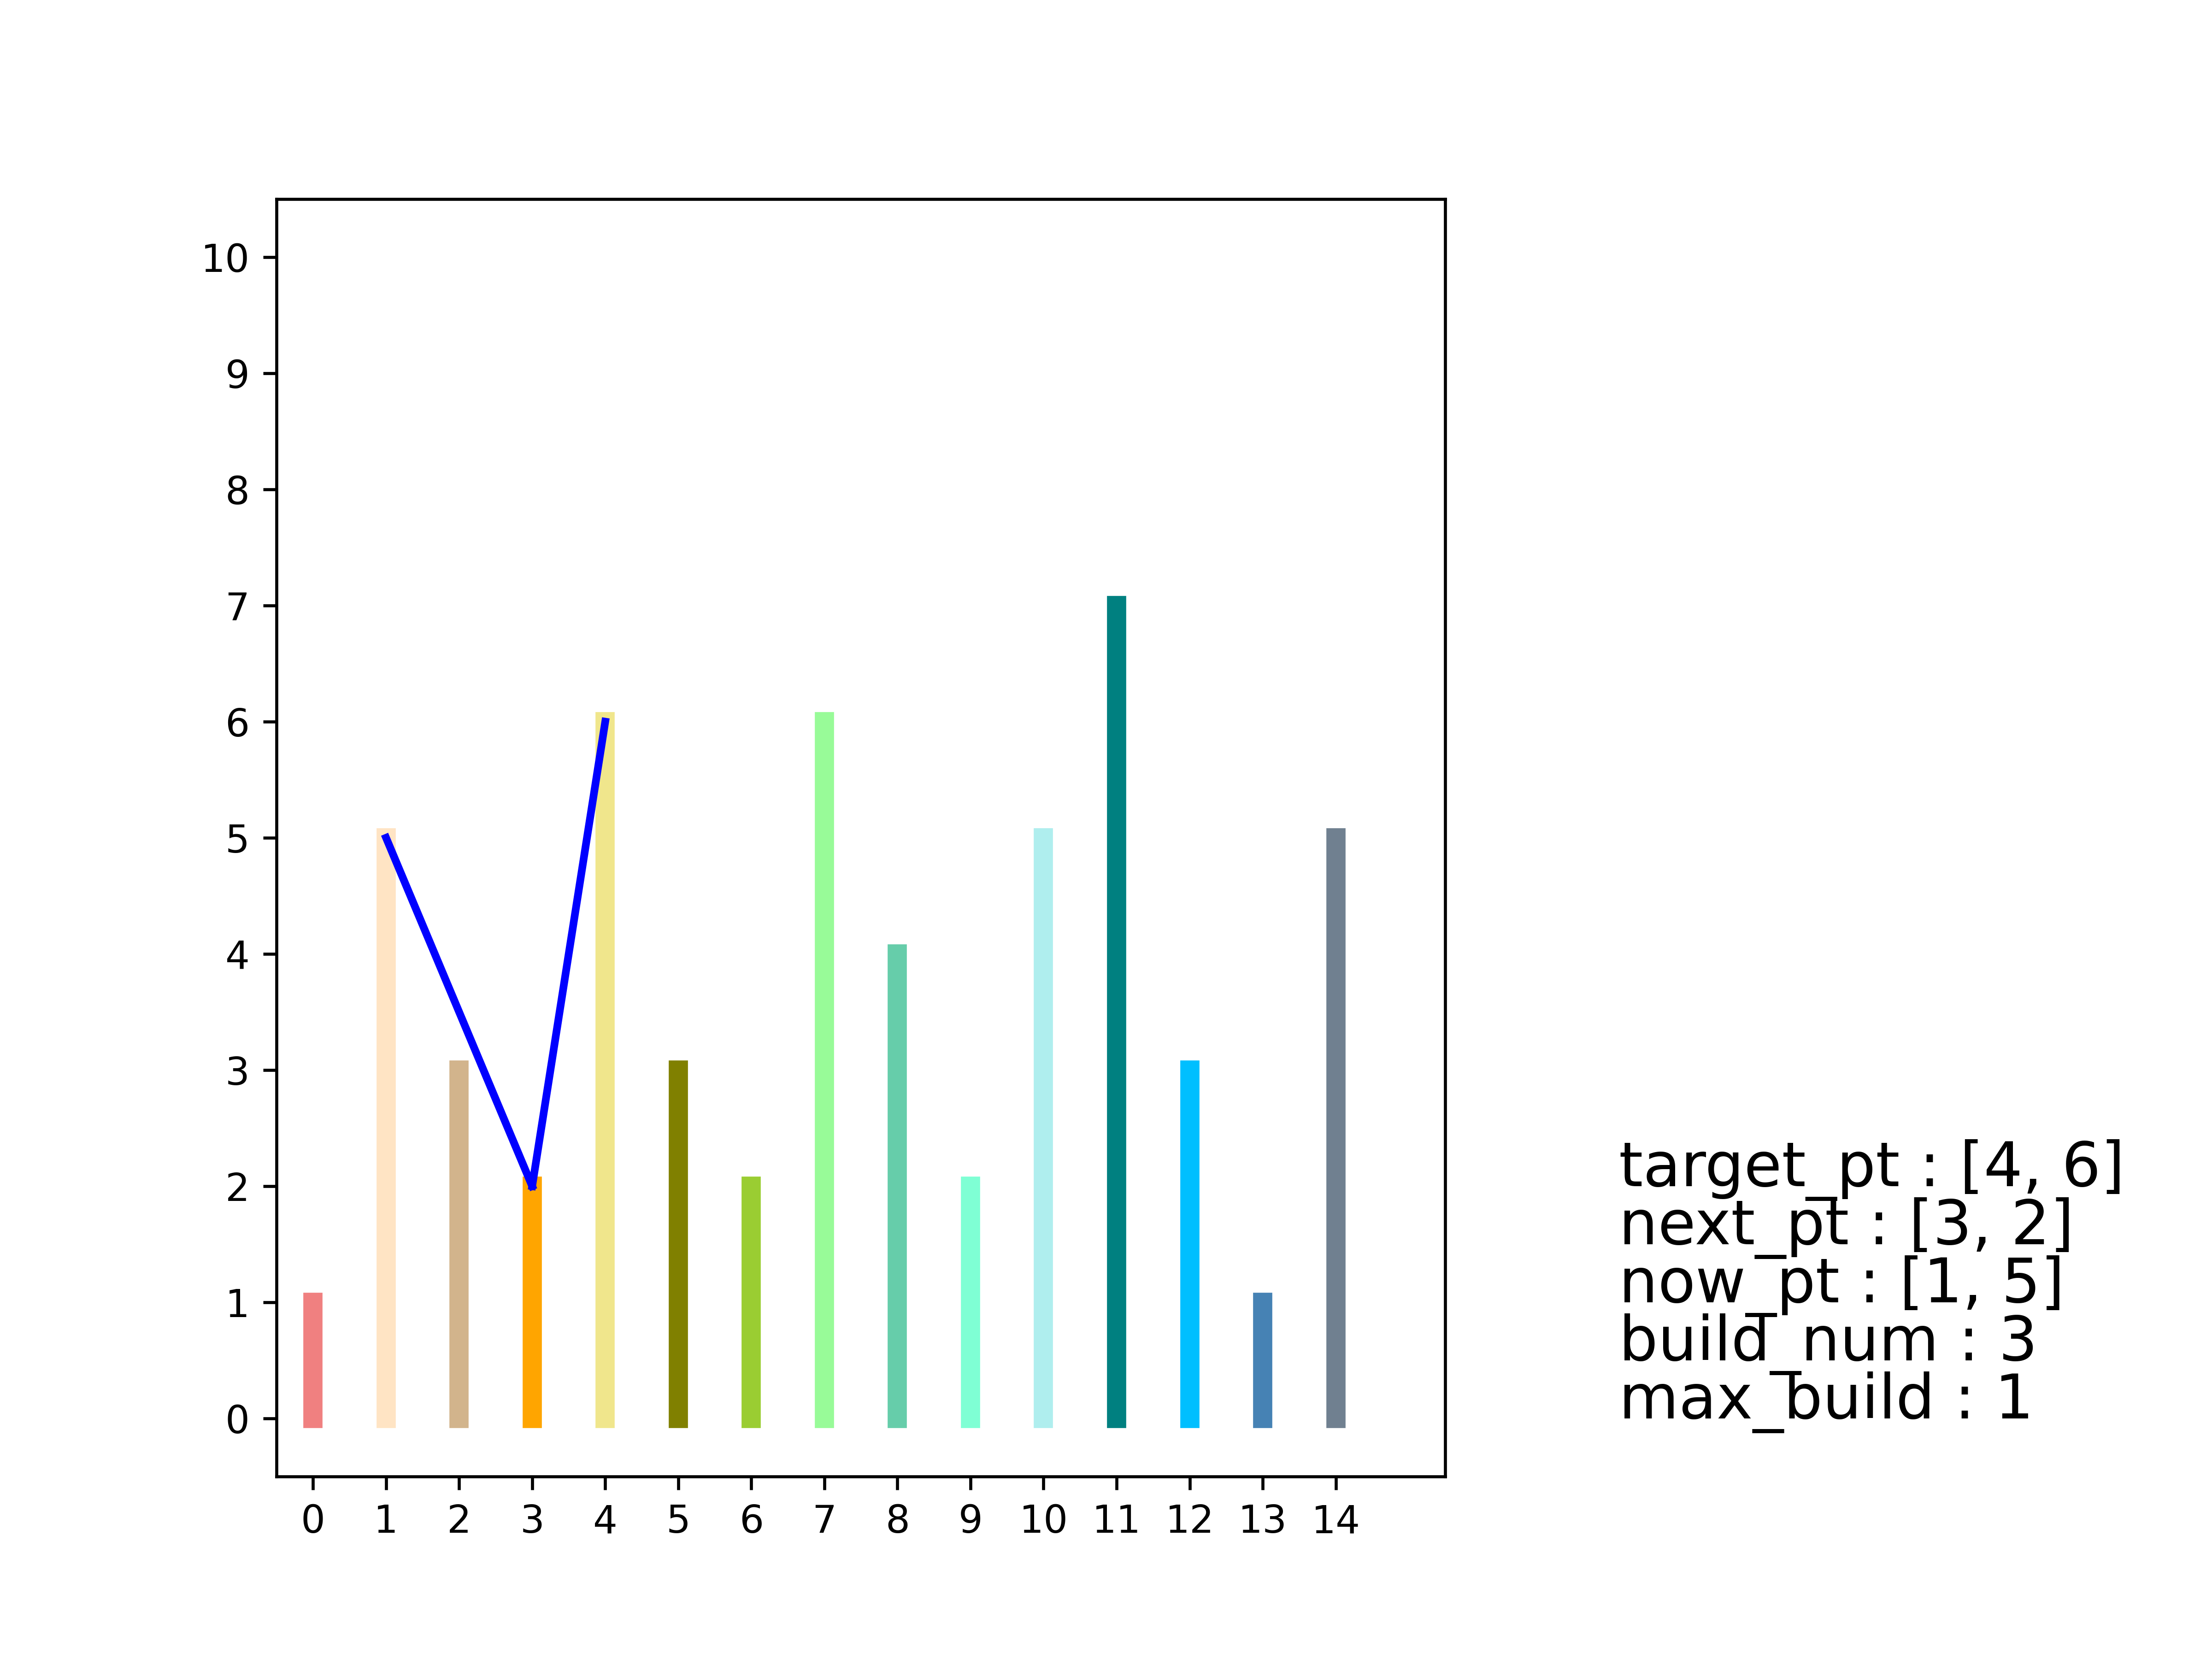 10
9
8
7
6
5
4
3
2
1
0
0 1 2 3 4 5 6 7 8 9 10 11 12 13 14
target_pt : [4, 6]
next_pt : [3, 2]
now_pt : [1, 5]
build_num : 3
max_build : 1